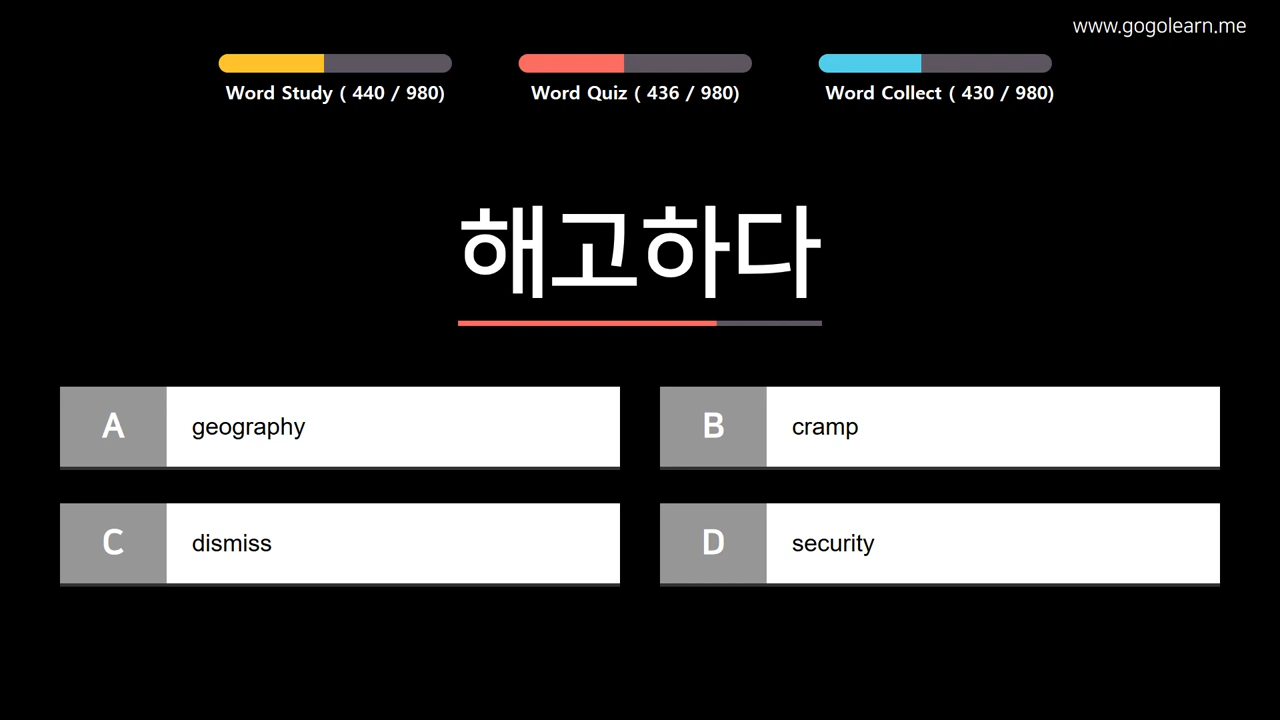 www.gogolearn.me
Word Study ( 440 / 980)
Word Quiz ( 436 / 980)
Word Collect ( 430 / 980)
해고하다
A
geography
B
cramp
C
dismiss
D
security